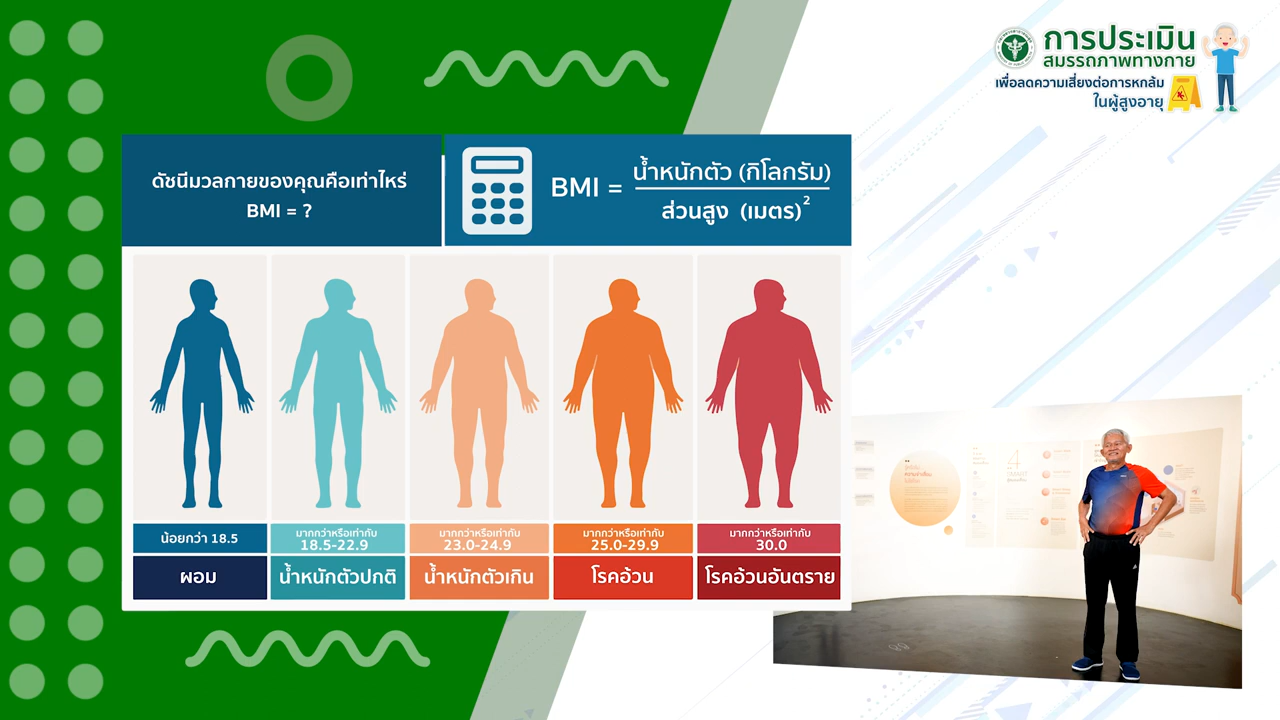 การประเมิน
สมรรถภาพทางกาย
เพื่อลดความเสี่ยงต่อการหกล้ม
ในผู้สูงอายุ
ดัชนีมวลกายของคุณคือเท่าไหร่
BMI = ?
BMI = น้ำหนักตัว (กิโลกรัม)
ส่วนสูง (เมตร)²
น้อยกว่า 18.5
ผอม
มากกว่าหรือเท่ากับ
18.5-22.9
น้ำหนักตัวปกติ
มากกว่าหรือเท่ากับ
23.0-24.9
น้ำหนักตัวเกิน
มากกว่าหรือเท่ากับ
25.0-29.9
โรคอ้วน
มากกว่าหรือเท่ากับ
30.0
โรคอ้วนอันตราย
4
SMART